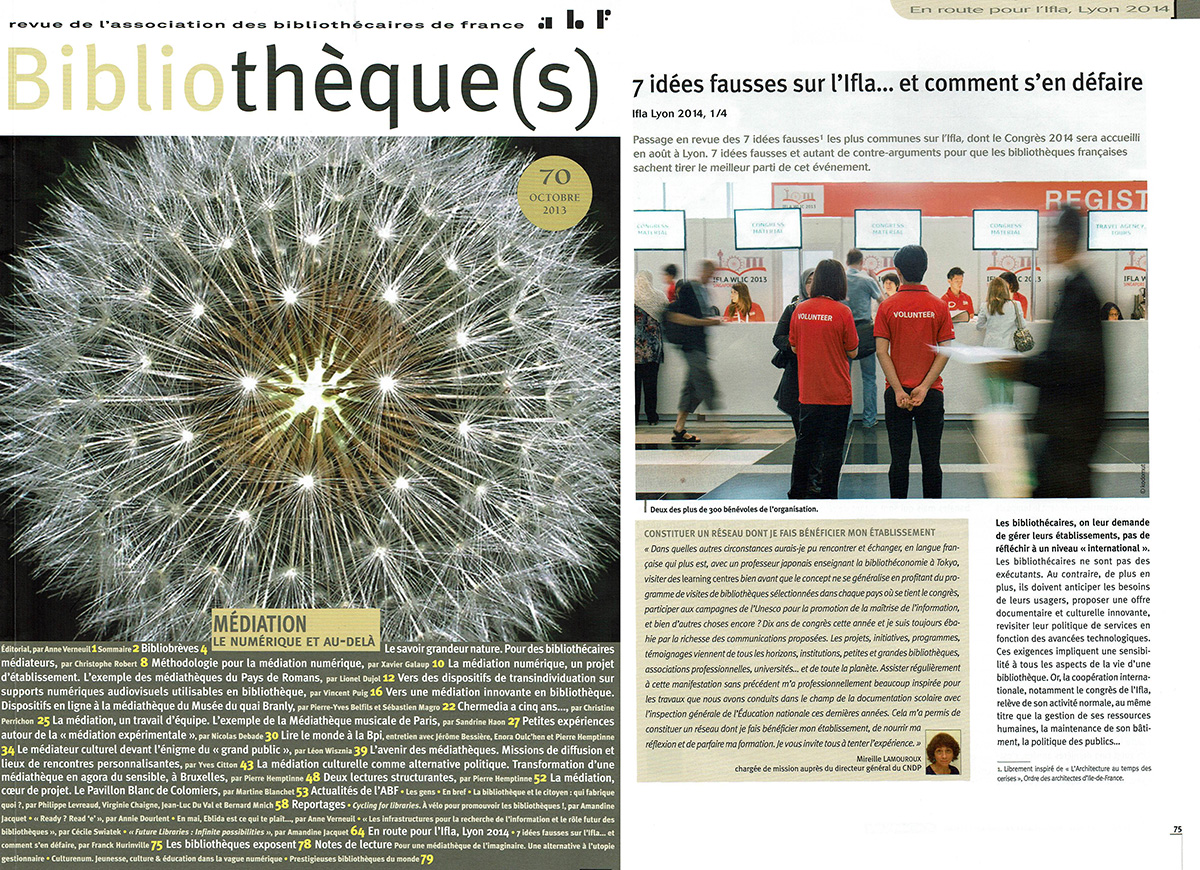 revue de l'association des bibliothécaires de france abf
Bibliothèque(s)
70
OCTOBRE
2013
MÉDIATION
LE NUMÉRIQUE ET AU-DELÀ
Éditorial, par Anne Verneuil 1 Sommaire 2 Bibliobrèves 4 Le savoir grandeur nature. Pour des bibliothécaires
médiateurs, par Christophe Robert 8 Méthodologie pour la médiation numérique, par Xavier Galaup 10 La médiation numérique, un projet
d'établissement. L'exemple des médiathèques du Pays de Romans, par Lionel Dujol 12 Vers des dispositifs de transindividuation sur
supports numériques audiovisuels utilisables en bibliothèque, par Vincent Puig 16 Vers une médiation innovante en bibliothèque.
Dispositifs en ligne à la médiathèque du Musée du quai Branly, par Pierre-Yves Belfils et Sébastien Magro 22 Chermedia a cinq ans..., par Christine
Perrichon 25 La médiation, un travail d'équipe. L'exemple de la Médiathèque musicale de Paris, par Sandrine Haon 27 Petites expériences
autour de la « médiation expérimentale », par Nicolas Debade 30 Lire le monde à la Bpi, entretien avec Jérôme Bessière, Enora Oulc'hen et Pierre Hemptinne
34 Le médiateur culturel devant l'énigme du « grand public », par Léon Wisznia 39 L'avenir des médiathèques. Missions de diffusion et
lieux de rencontres personnalisantes, par Yves Citton 43 La médiation culturelle comme alternative politique. Transformation d'une
médiathèque en agora du sensible, à Bruxelles, par Pierre Hemptinne 48 Deux lectures structurantes, par Pierre Hemptinne 52 La médiation,
cœur de projet. Le Pavillon Blanc de Colomiers, par Martine Blanchet 53 Actualités de l'ABF • Les gens • En bref • La bibliothèque et le citoyen : qui fabrique
quoi ?, par Philippe Levreaud, Virginie Chaigne, Jean-Luc Du Val et Bernard Mnich 58 Reportages • Cycling for libraries. À vélo pour promouvoir les bibliothèques !, par Amandine
Jacquet • « Ready ? Read 'e' », par Annie Dourlent • En mai, Eblida est ce qui te plaît..., par Anne Verneuil • « Les infrastructures pour la recherche de l'information et le rôle futur des
bibliothèques », par Cécile Swiatek • « Future Libraries : Infinite possibilities », par Amandine Jacquet 64 En route pour l'Ifla, Lyon 2014 • 7 idées fausses sur l'Ifla... et
comment s'en défaire, par Franck Hurinville 75 Les bibliothèques exposent 78 Notes de lecture Pour une médiathèque de l'imaginaire. Une alternative à l'utopie
gestionnaire • Culturenum. Jeunesse, culture & éducation dans la vague numérique • Prestigieuses bibliothèques du monde 79
En route pour l'Ifla, Lyon 2014
7 idées fausses sur l'Ifla... et comment s'en défaire
Ifla Lyon 2014, 1/4
Passage en revue des 7 idées fausses¹ les plus communes sur l'Ifla, dont le Congrès 2014 sera accueilli
en août à Lyon. 7 idées fausses et autant de contre-arguments pour que les bibliothèques françaises
sachent tirer le meilleur parti de cet événement.
REGIST
IFLA WLIC 2013
CONGRESS
MATERIAL
CONGRESS
MATERIAL
CONGRESS
MATERIAL
CONGRESS
MATERIAL
TRAVEL AGENCY,
TOURS
IFLA WLIC 2013
SINGAPORE
IFLA WLIC 2013
IFLA
VOLUNTEER
VOLUNTEER
© kodomut
Deux des plus de 300 bénévoles de l'organisation.
CONSTITUER UN RÉSEAU DONT JE FAIS BÉNÉFICIER MON ÉTABLISSEMENT
« Dans quelles autres circonstances aurais-je pu rencontrer et échanger, en langue fran-
çaise qui plus est, avec un professeur japonais enseignant la bibliothéconomie à Tokyo,
visiter des learning centres bien avant que le concept ne se généralise en profitant du pro-
gramme de visites de bibliothèques sélectionnées dans chaque pays où se tient le congrès,
participer aux campagnes de l'Unesco pour la promotion de la maîtrise de l'information,
et bien d'autres choses encore ? Dix ans de congrès cette année et je suis toujours éba-
hie par la richesse des communications proposées. Les projets, initiatives, programmes,
témoignages viennent de tous les horizons, institutions, petites et grandes bibliothèques,
associations professionnelles, universités... et de toute la planète. Assister régulièrement
à cette manifestation sans précédent m'a professionnellement beaucoup inspirée pour
les travaux que nous avons conduits dans le champ de la documentation scolaire avec
l'inspection générale de l'Éducation nationale ces dernières années. Cela m'a permis de
constituer un réseau dont je fais bénéficier mon établissement, de nourrir ma
réflexion et de parfaire ma formation. Je vous invite tous à tenter l'expérience. »
Mireille LAMOUROUX
chargée de mission auprès du directeur général du CNDP
Les bibliothécaires, on leur demande
de gérer leurs établissements, pas de
réfléchir à un niveau « international ».
Les bibliothécaires ne sont pas des
exécutants. Au contraire, de plus en
plus, ils doivent anticiper les besoins
de leurs usagers, proposer une offre
documentaire et culturelle innovante,
revisiter leur politique de services en
fonction des avancées technologiques.
Ces exigences impliquent une sensibi-
lité à tous les aspects de la vie d'une
bibliothèque. Or, la coopération interna-
tionale, notamment le congrès de l'Ifla,
relève de son activité normale, au même
titre que la gestion de ses ressources
humaines, la maintenance de son bâti-
ment, la politique des publics...
1. Librement inspiré de « L'Architecture au temps des
cerises », Ordre des architectes d'Ile-de-France.
75